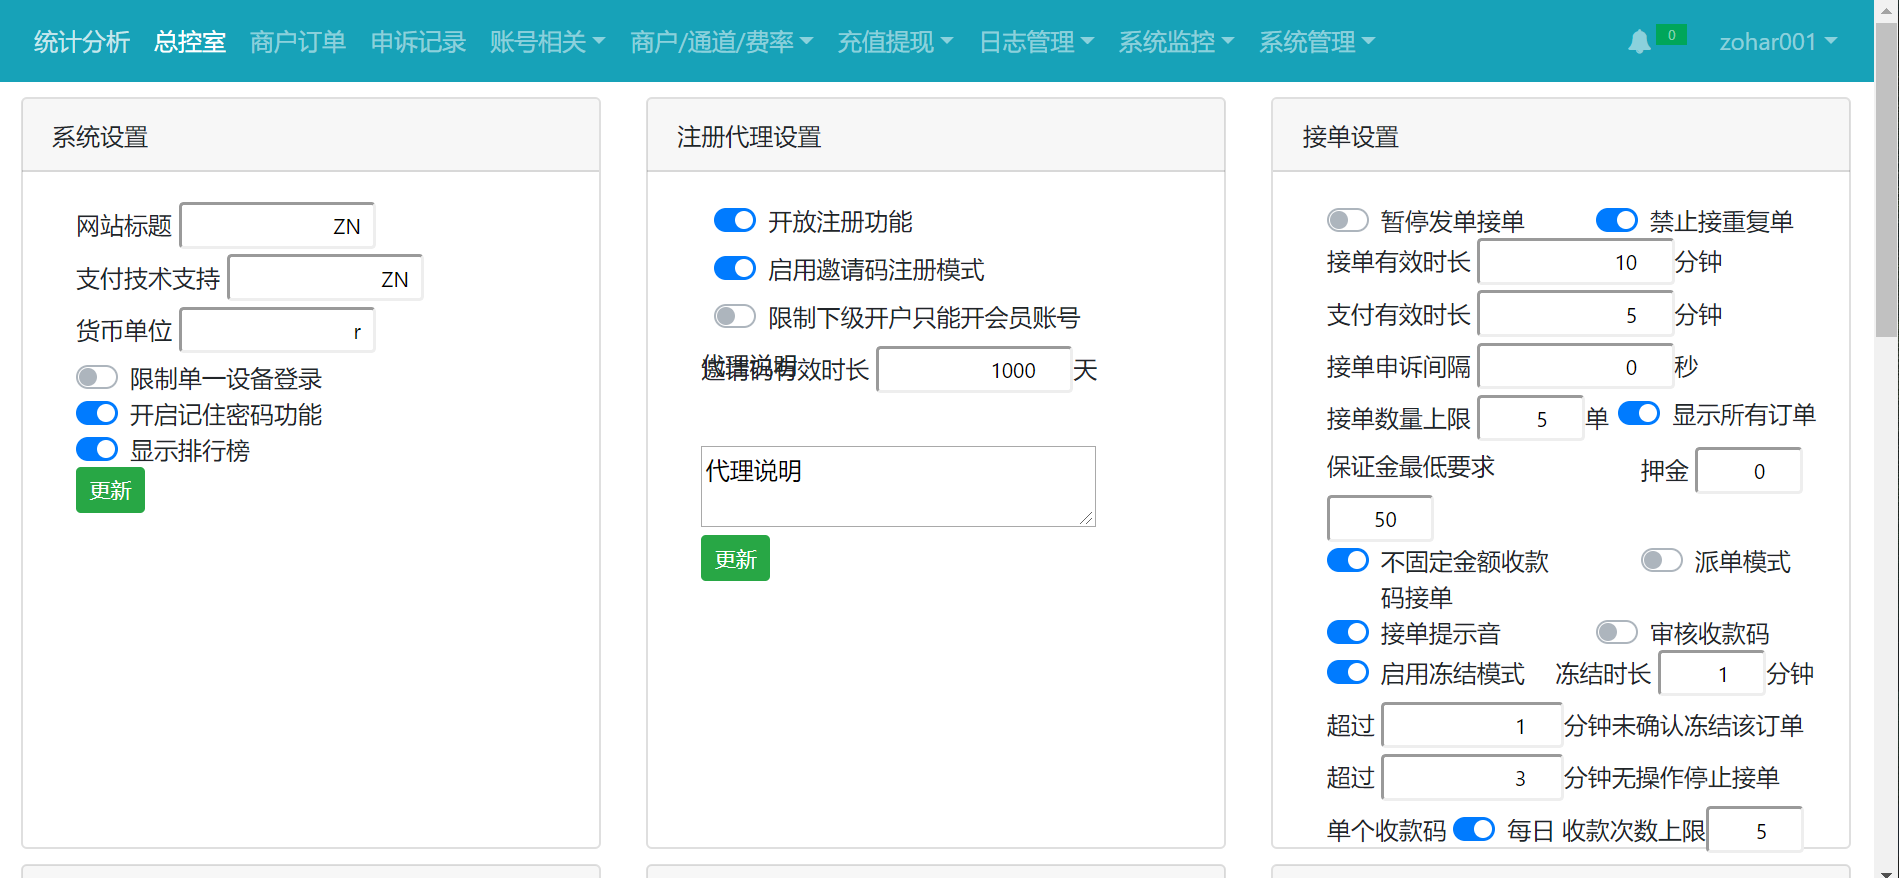 统计分析 总控室 商户订单 申诉记录 账号相关 商户/通道/费率 充值提现 日志管理 系统监控 系统管理 0 zohar001
系统设置
网站标题 ZN
支付技术支持 ZN
货币单位 r
限制单一设备登录
开启记住密码功能
显示排行榜
更新
注册代理设置
开放注册功能
启用邀请码注册模式
限制下级开户只能开会员账号
代理说明
邀请码有效时长 1000 天
代理说明
更新
接单设置
暂停发单接单 禁止接重复单
接单有效时长 10 分钟
支付有效时长 5 分钟
接单申诉间隔 0 秒
接单数量上限 5 单 显示所有订单
保证金最低要求 押金 0
50
不固定金额收款 派单模式
码接单
接单提示音 审核收款码
启用冻结模式 冻结时长 1 分钟
超过 1 分钟未确认冻结该订单
超过 3 分钟无操作停止接单
单个收款码 每日 收款次数上限 5